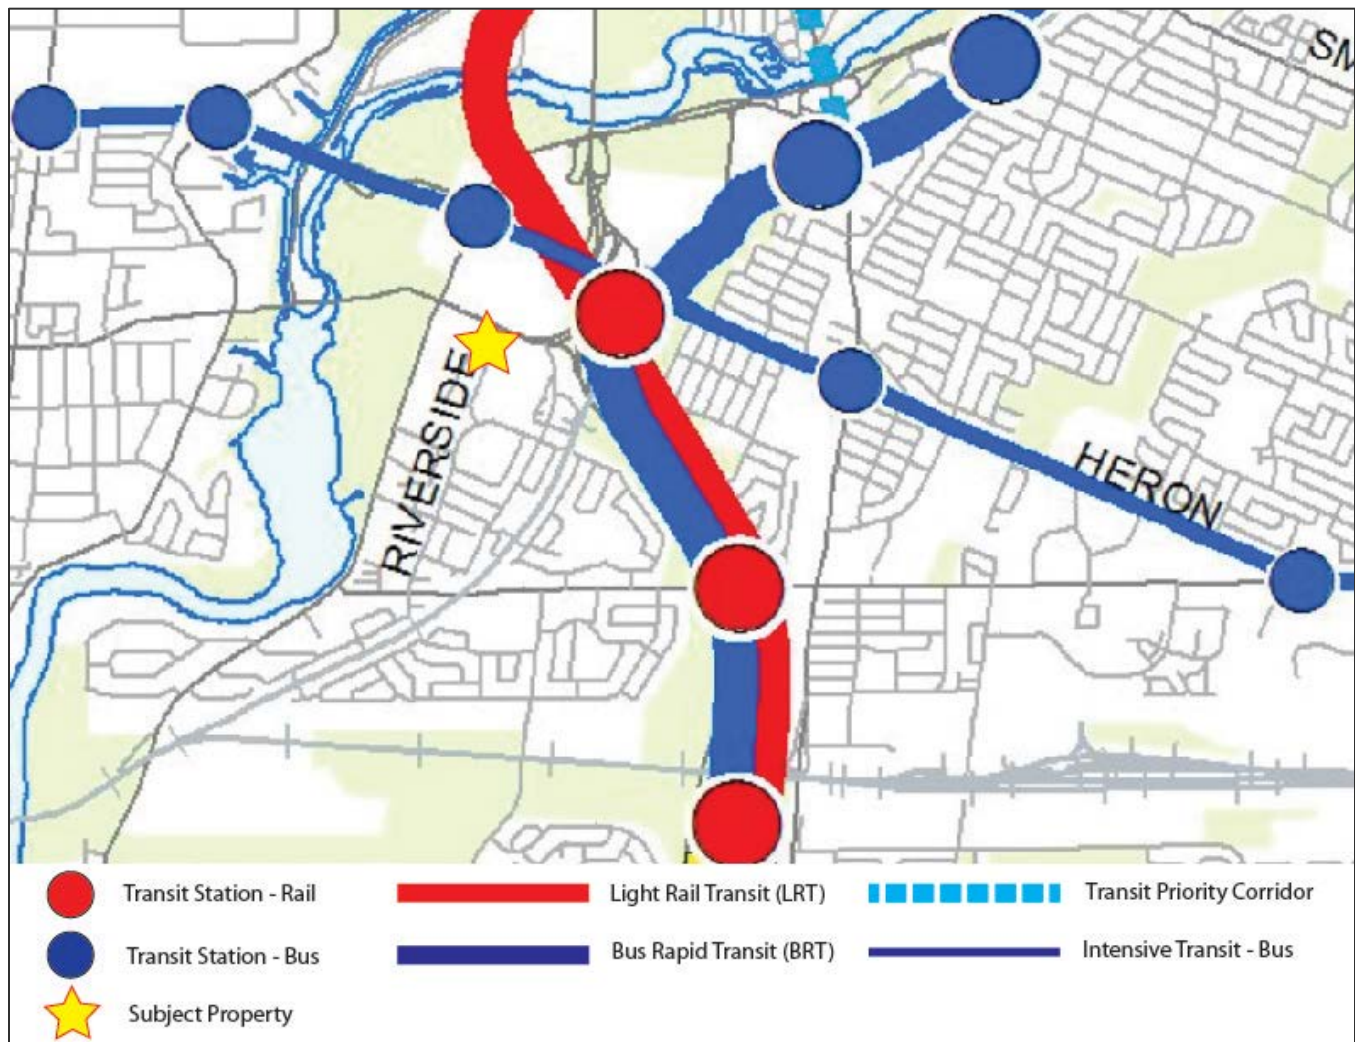 SM
RIVERSIDE
HERON
Transit Station - Rail
Light Rail Transit (LRT)
Transit Priority Corridor
Transit Station - Bus
Bus Rapid Transit (BRT)
Intensive Transit - Bus
Subject Property